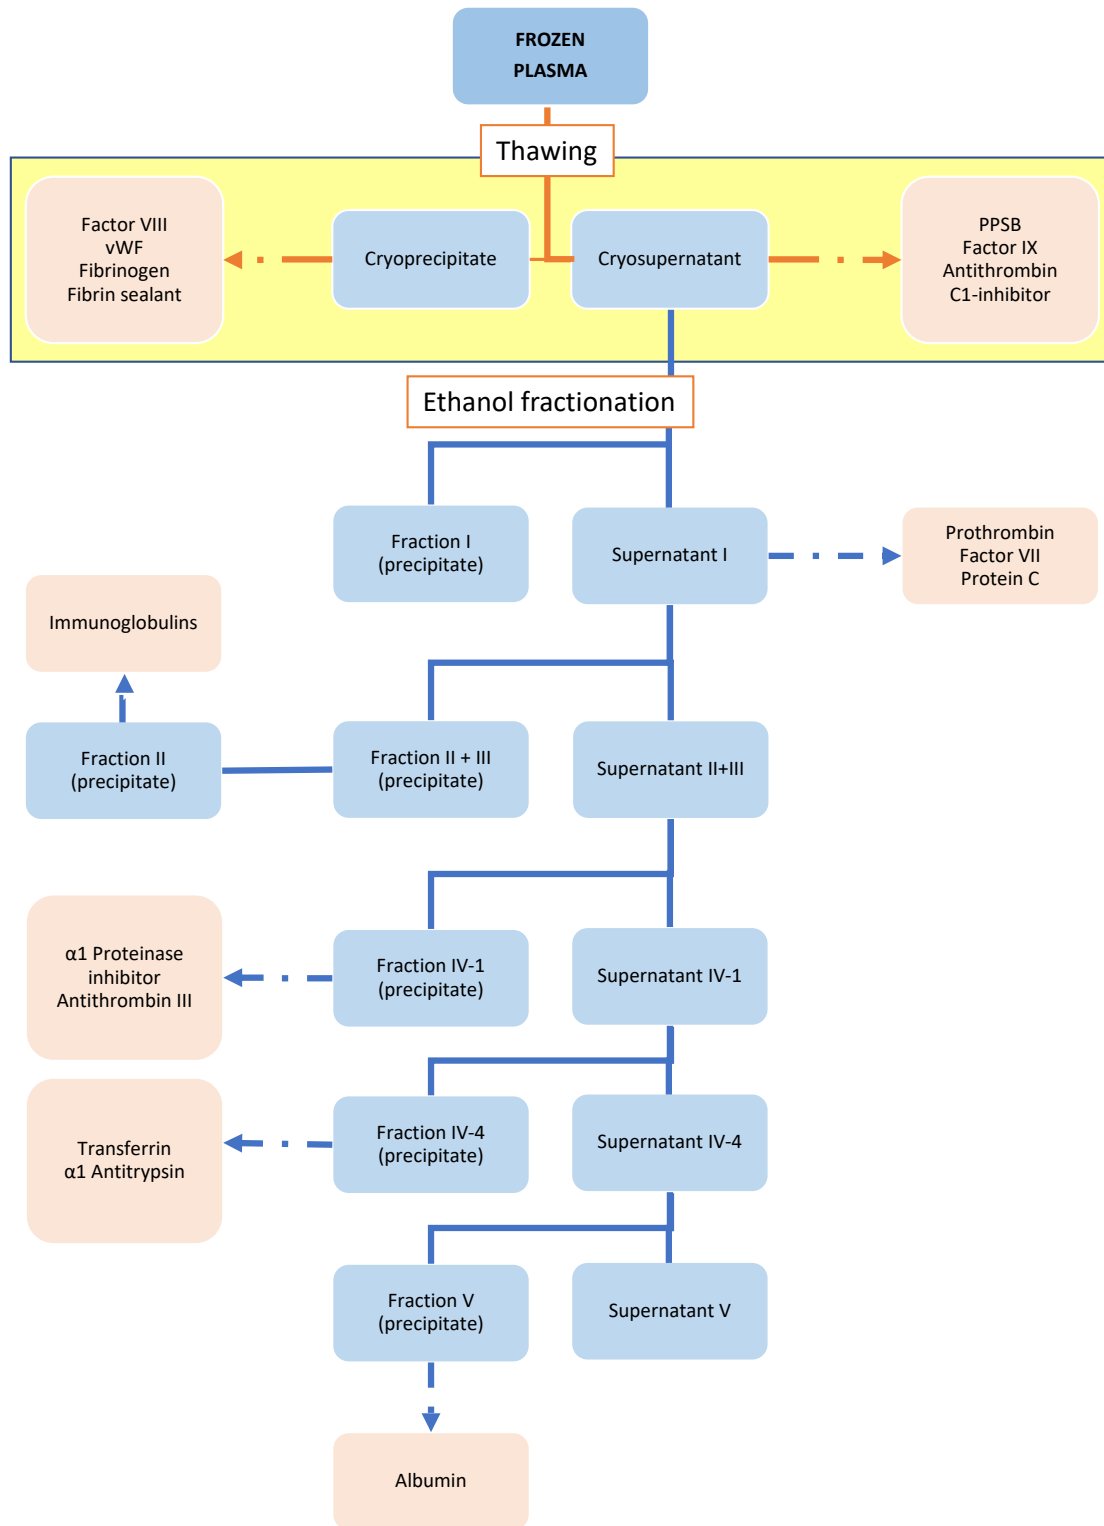 FROZEN
PLASMA
Thawing
Factor VIII
vWF
Fibrinogen
Fibrin sealant
Cryoprecipitate
Cryosupernatant
PPSB
Factor IX
Antithrombin
C1-inhibitor
Ethanol fractionation
Fraction I
(precipitate)
Supernatant I
Prothrombin
Factor VII
Protein C
Immunoglobulins
Fraction II
(precipitate)
Fraction II + III
(precipitate)
Supernatant II+III
α1 Proteinase
inhibitor
Antithrombin III
Fraction IV-1
(precipitate)
Supernatant IV-1
Transferrin
α1 Antitrypsin
Fraction IV-4
(precipitate)
Supernatant IV-4
Fraction V
(precipitate)
Supernatant V
Albumin